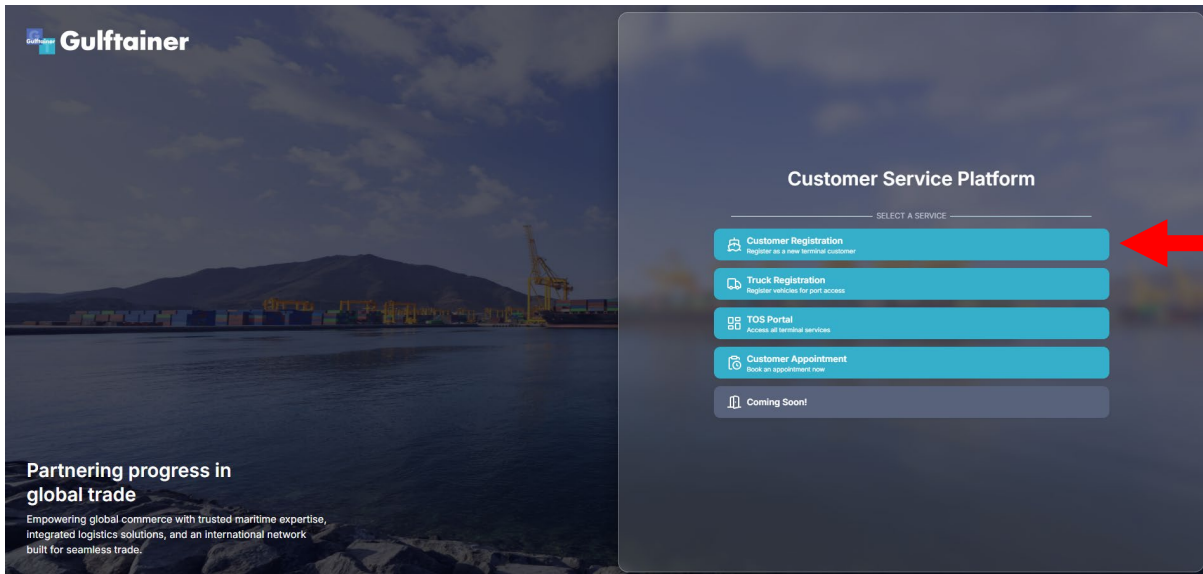 Gulftainer
Gulftainer
Customer Service Platform
SELECT A SERVICE
Customer Registration
Register as a new terminal customer
Truck Registration
Register vehicles for port access
TOS Portal
Access all terminal services
Customer Appointment
Book an appointment now
Coming Soon!
Partnering progress in
global trade
Empowering global commerce with trusted maritime expertise,
integrated logistics solutions, and an international network
built for seamless trade.